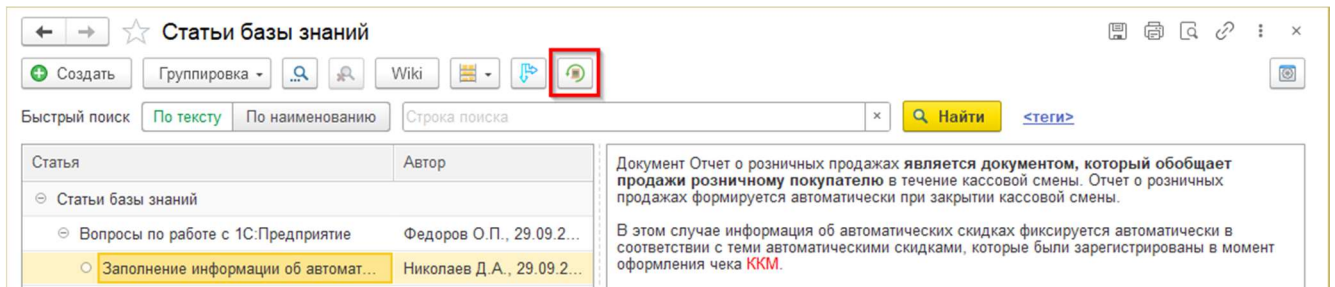 Статьи базы знаний
Создать Группировка Wiki
Быстрый поиск По тексту По наименованию Строка поиска × Найти <теги>
Статья Автор
Статьи базы знаний
Вопросы по работе с 1С:Предприятие Федоров О.П., 29.09.2...
Заполнение информации об автомат... Николаев Д.А., 29.09.2...
Документ Отчет о розничных продажах является документом, который обобщает
продажи розничному покупателю в течение кассовой смены. Отчет о розничных
продажах формируется автоматически при закрытии кассовой смены.
В этом случае информация об автоматических скидках фиксируется автоматически в
соответствии с теми автоматическими скидками, которые были зарегистрированы в момент
оформления чека ККМ.